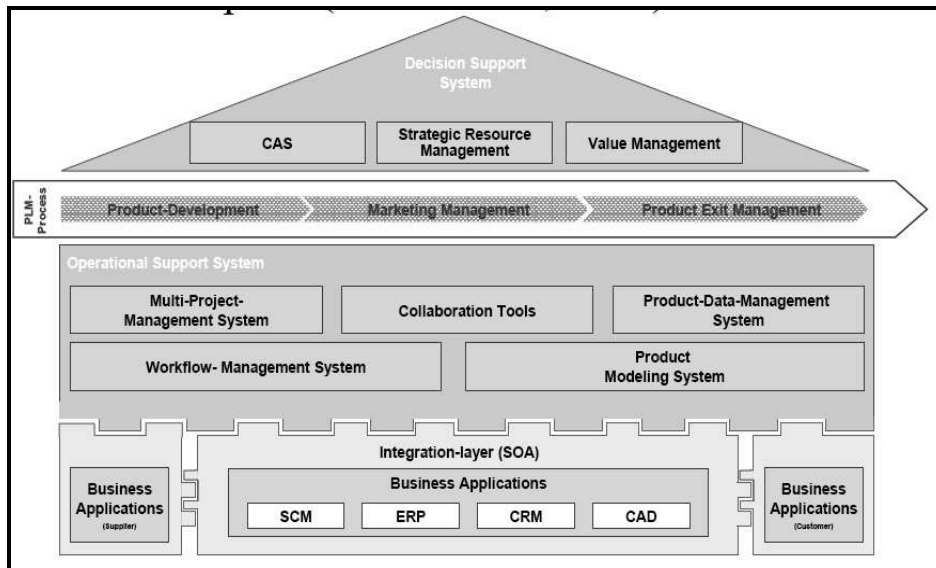 Decision Support
System
CAS
Strategic Resource
Management
Value Management
PLM-
Process
Product-Development
Marketing Management
Product Exit Management
Operational Support System
Multi-Project-
Management System
Collaboration Tools
Product-Data-Management
System
Workflow- Management System
Product
Modeling System
Integration-layer (SOA)
Business
Applications
(Supplier)
Business Applications
SCM
ERP
CRM
CAD
Business
Applications
(Customer)